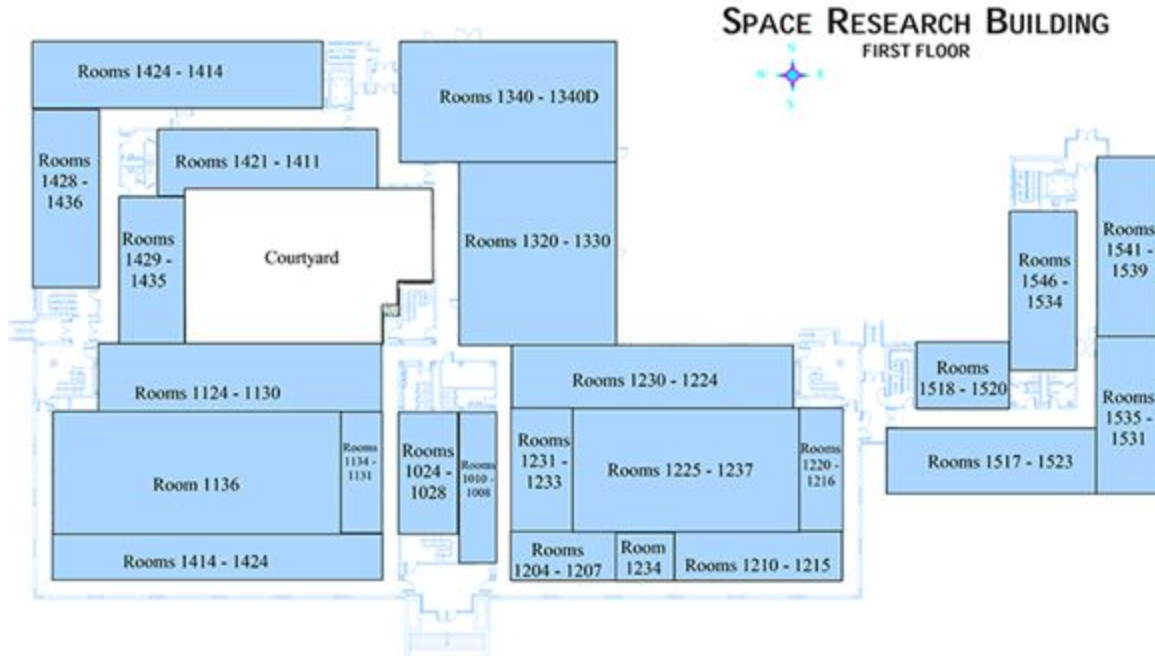 SPACE RESEARCH BUILDING
FIRST FLOOR
N
W
E
S
Rooms 1424 - 1414
Rooms 1340 - 1340D
Rooms
1428 -
1436
Rooms 1421 - 1411
Rooms
1429 -
1435
Courtyard
Rooms 1320 - 1330
Rooms
1541 -
1539
Rooms
1546 -
1534
Rooms 1124 - 1130
Rooms 1230 - 1224
Rooms
1518 - 1520
Rooms
1535 -
1531
Room 1136
Rooms
1134 -
1131
Rooms
1024 -
1028
Rooms
1010 -
1008
Rooms
1231 -
1233
Rooms 1225 - 1237
Rooms
1220 -
1216
Rooms 1517 - 1523
Rooms 1414 - 1424
Rooms
1204 - 1207
Room
1234
Rooms 1210 - 1215